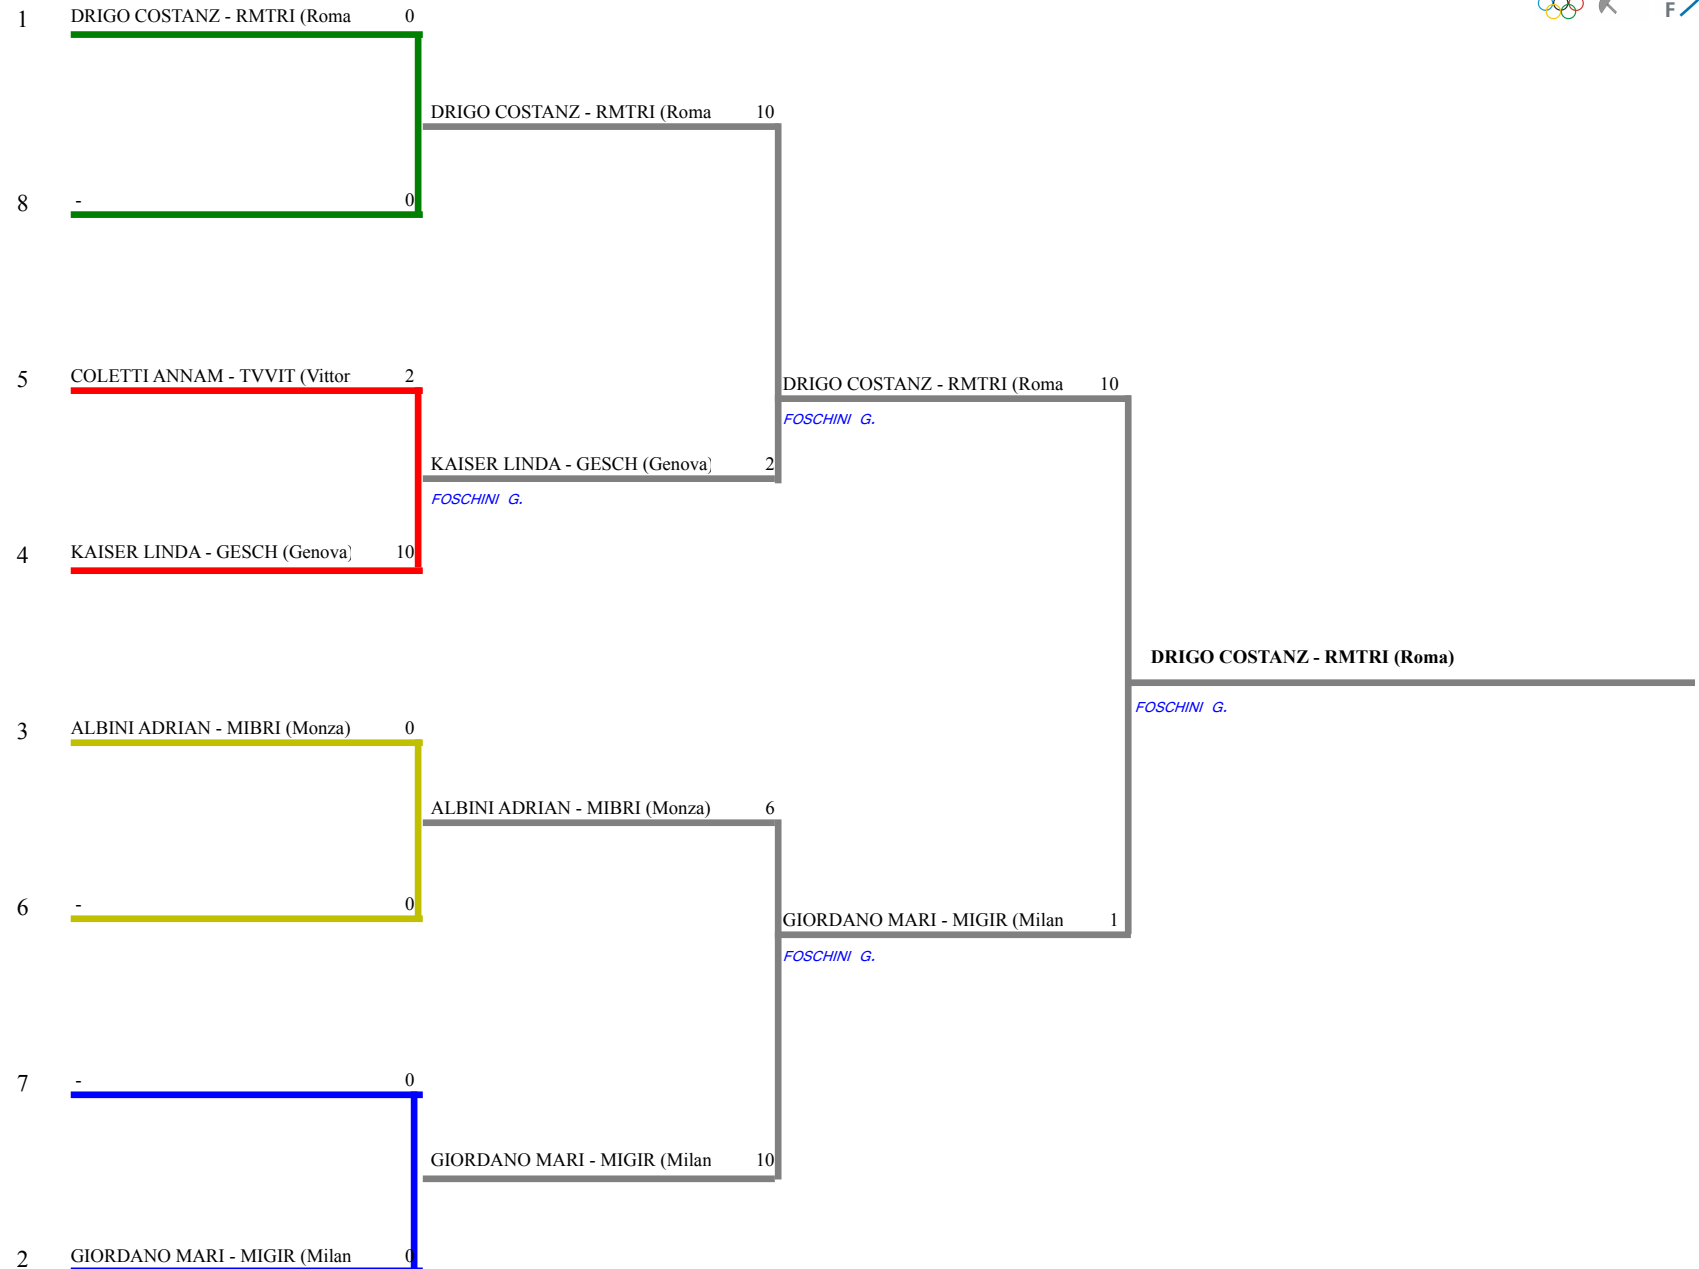 1 DRIGO COSTANZ - RMTRI (Roma 0
F
DRIGO COSTANZ - RMTRI (Roma 10
8 - 0
5 COLETTI ANNAM - TVVIT (Vittor 2
DRIGO COSTANZ - RMTRI (Roma 10
FOSCHINI G.
KAISER LINDA - GESCH (Genova) 2
FOSCHINI G.
4 KAISER LINDA - GESCH (Genova) 10
DRIGO COSTANZ - RMTRI (Roma)
FOSCHINI G.
3 ALBINI ADRIAN - MIBRI (Monza) 0
ALBINI ADRIAN - MIBRI (Monza) 6
6 - 0
GIORDANO MARI - MIGIR (Milan 1
FOSCHINI G.
7 - 0
GIORDANO MARI - MIGIR (Milan 10
2 GIORDANO MARI - MIGIR (Milan 0